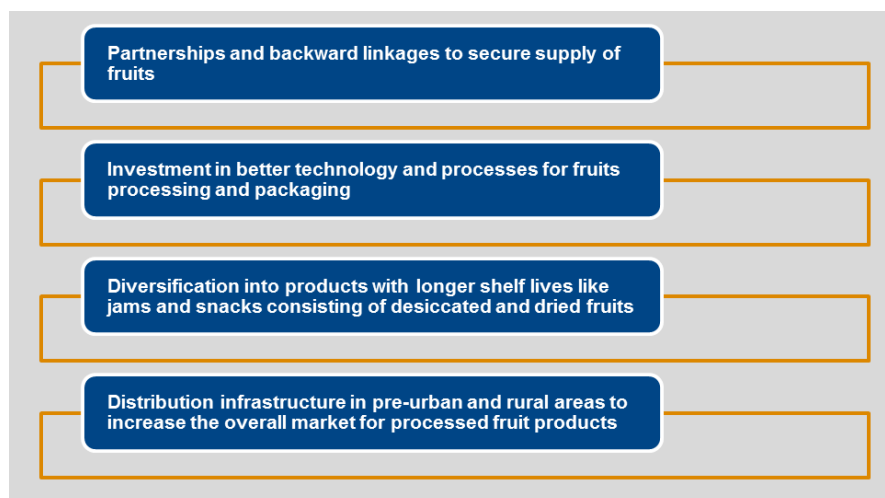 Partnerships and backward linkages to secure supply of
fruits
Investment in better technology and processes for fruits
processing and packaging
Diversification into products with longer shelf lives like
jams and snacks consisting of desiccated and dried fruits
Distribution infrastructure in pre-urban and rural areas to
increase the overall market for processed fruit products